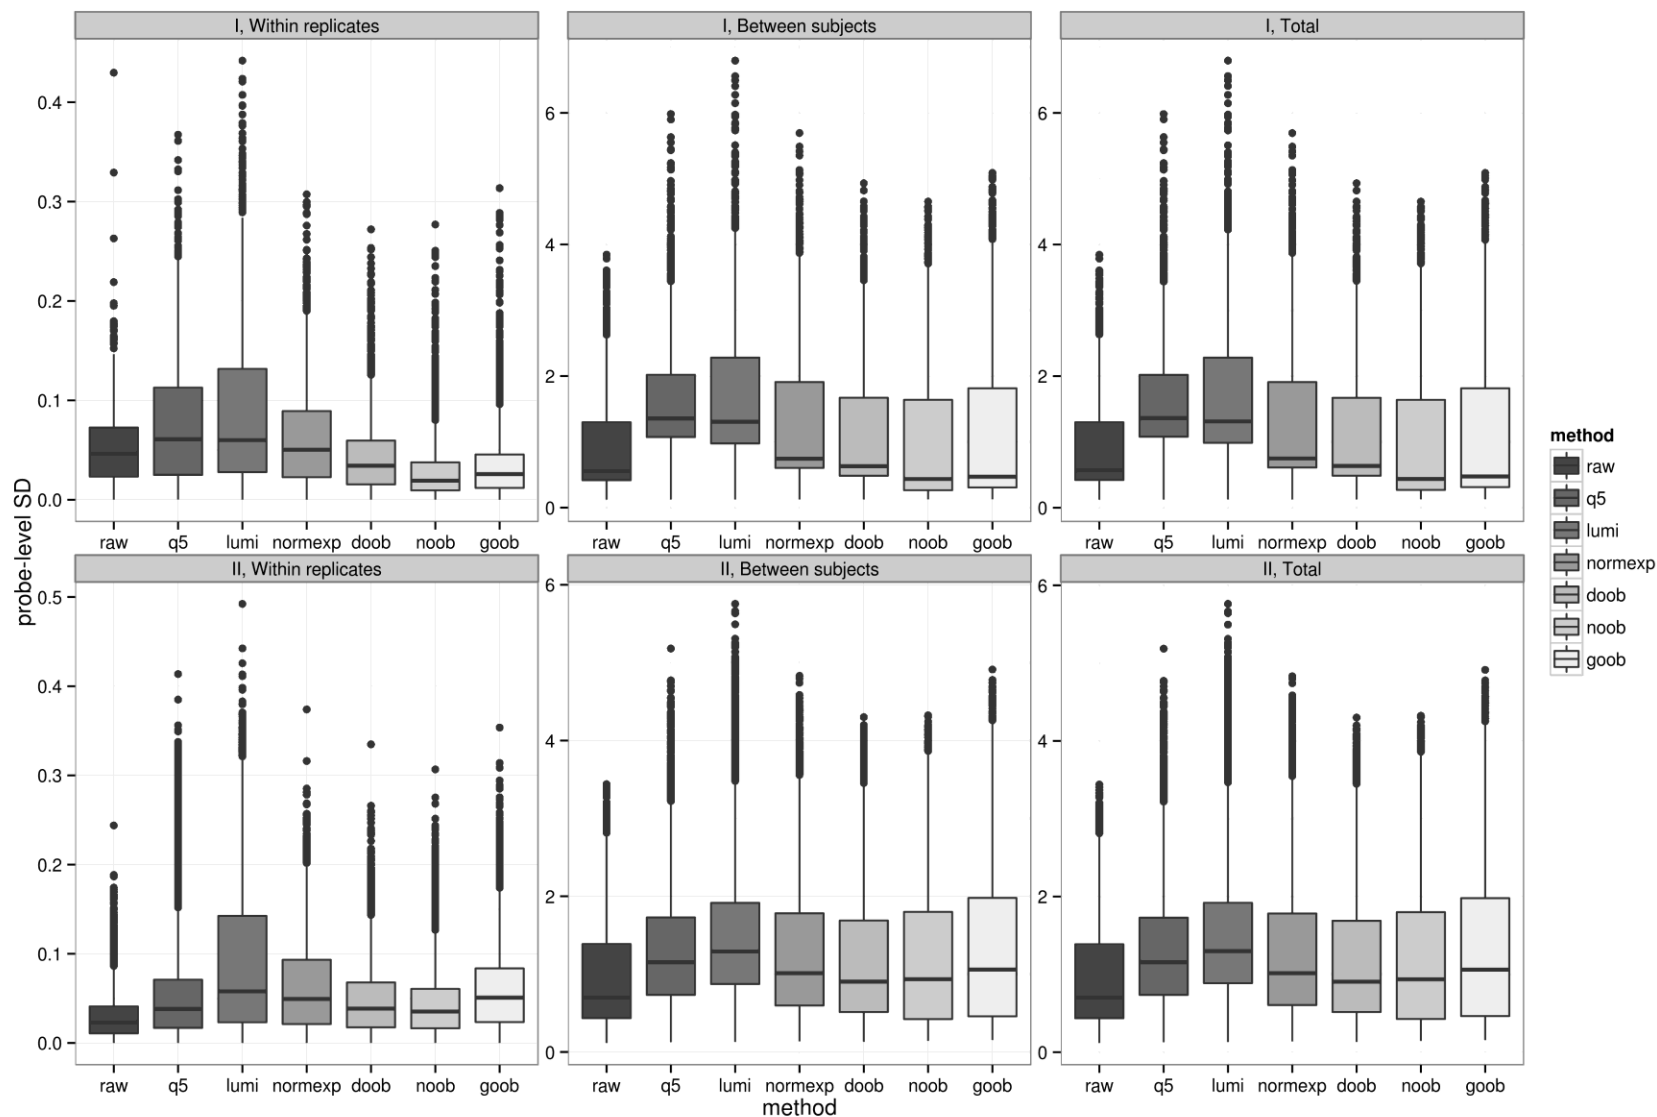 I, Within replicates
I, Between subjects
I, Total
0.4
0.3
0.2
0.1
0.0
6
4
2
0
6
4
2
0
raw q5 lumi normexp doob noob goob
raw q5 lumi normexp doob noob goob
raw q5 lumi normexp doob noob goob
probe-level SD
II, Within replicates
II, Between subjects
II, Total
0.5
0.4
0.3
0.2
0.1
0.0
6
4
2
0
6
4
2
0
raw q5 lumi normexp doob noob goob
raw q5 lumi normexp doob noob goob
raw q5 lumi normexp doob noob goob
method
method
raw
q5
lumi
normexp
doob
noob
goob